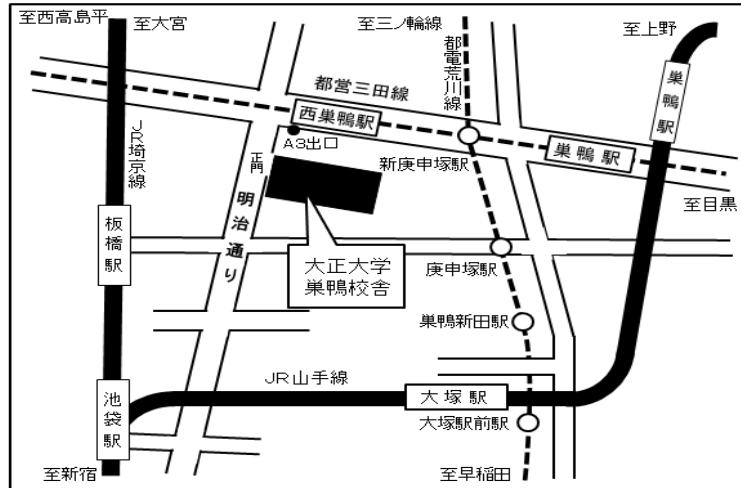 至西高島平
至大宮
至三ノ輪線
至上野
都電荒川線
都営三田線
巣鴨駅
西巣鴨駅
A3出口
JR埼京線
正門
新庚申塚駅
巣鴨駅
至目黒
明治通り
板橋駅
大正大学
巣鴨校舎
庚申塚駅
巣鴨新田駅
JR山手線
池袋駅
大塚駅
大塚駅前駅
至新宿
至早稲田